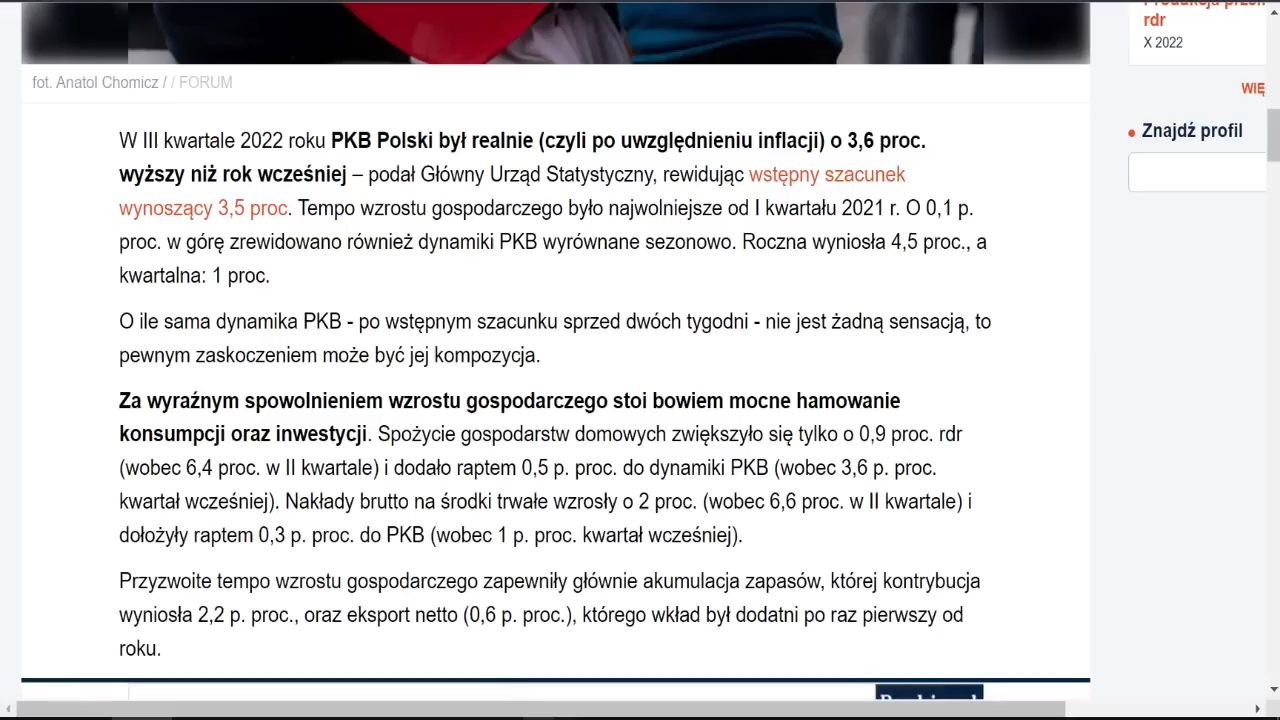 rdr
X 2022
WIĘ
Znajdź profil
fot. Anatol Chomicz / / FORUM
W III kwartale 2022 roku PKB Polski był realnie (czyli po uwzględnieniu inflacji) o 3,6 proc.
wyższy niż rok wcześniej – podał Główny Urząd Statystyczny, rewidując wstępny szacunek
wynoszący 3,5 proc. Tempo wzrostu gospodarczego było najwolniejsze od I kwartału 2021 r. O 0,1 p.
proc. w górę zrewidowano również dynamiki PKB wyrównane sezonowo. Roczna wyniosła 4,5 proc., a
kwartalna: 1 proc.
O ile sama dynamika PKB - po wstępnym szacunku sprzed dwóch tygodni - nie jest żadną sensacją, to
pewnym zaskoczeniem może być jej kompozycja.
Za wyraźnym spowolnieniem wzrostu gospodarczego stoi bowiem mocne hamowanie
konsumpcji oraz inwestycji. Spożycie gospodarstw domowych zwiększyło się tylko o 0,9 proc. rdr
(wobec 6,4 proc. w II kwartale) i dodało raptem 0,5 p. proc. do dynamiki PKB (wobec 3,6 p. proc.
kwartał wcześniej). Nakłady brutto na środki trwałe wzrosły o 2 proc. (wobec 6,6 proc. w II kwartale) i
dołożyły raptem 0,3 p. proc. do PKB (wobec 1 p. proc. kwartał wcześniej).
Przyzwoite tempo wzrostu gospodarczego zapewniły głównie akumulacja zapasów, której kontrybucja
wyniosła 2,2 p. proc., oraz eksport netto (0,6 p. proc.), którego wkład był dodatni po raz pierwszy od
roku.